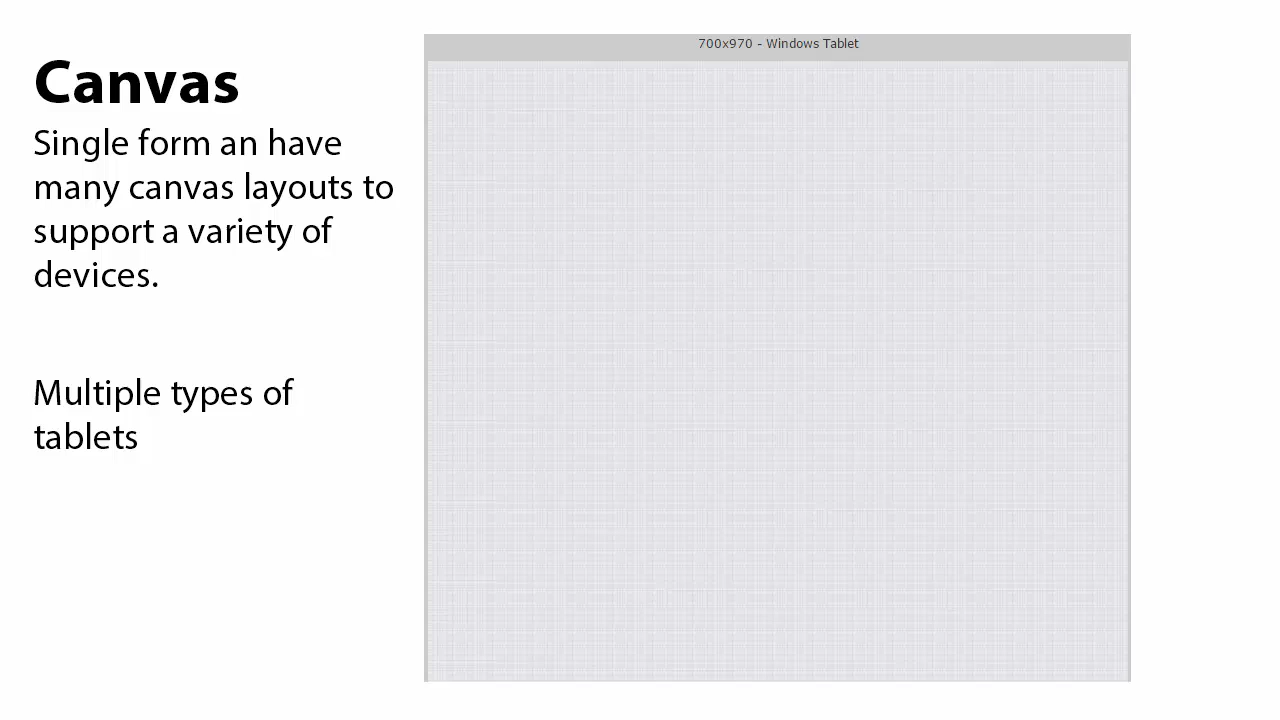 Canvas
Single form an have
many canvas layouts to
support a variety of
devices.
Multiple types of
tablets
700x970 - Windows Tablet